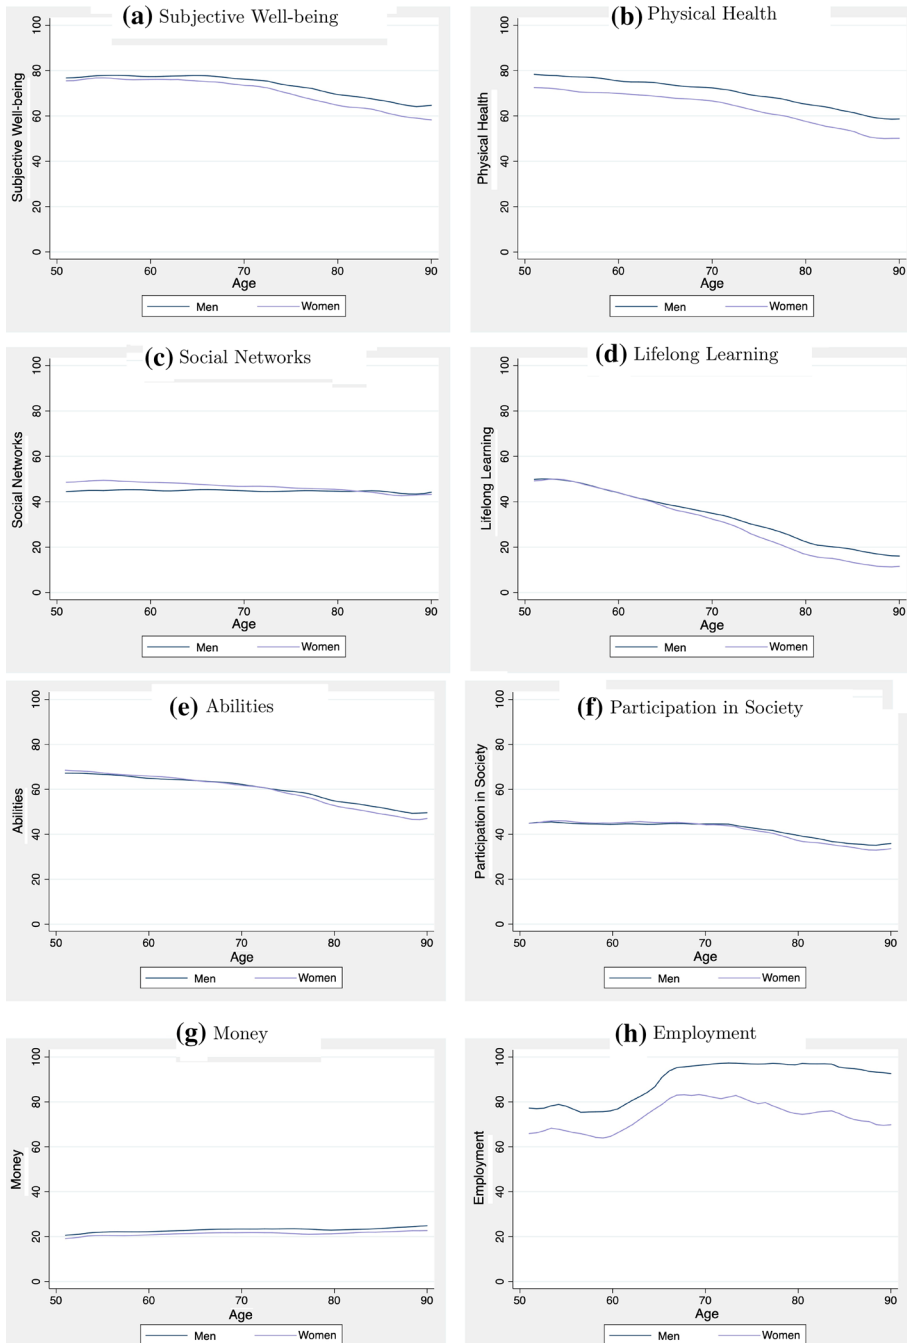 (a) Subjective Well-being
Subjective Well-being
100
80
60
40
20
0
50 60 70 80 90
Age
Men Women
(b) Physical Health
Physical Health
100
80
60
40
20
0
50 60 70 80 90
Age
Men Women
(c) Social Networks
Social Networks
100
80
60
40
20
0
50 60 70 80 90
Age
Men Women
(d) Lifelong Learning
Lifelong Learning
100
80
60
40
20
0
50 60 70 80 90
Age
Men Women
(e) Abilities
Abilities
100
80
60
40
20
0
50 60 70 80 90
Age
Men Women
(f) Participation in Society
Participation in Society
100
80
60
40
20
0
50 60 70 80 90
Age
Men Women
(g) Money
Money
100
80
60
40
20
0
50 60 70 80 90
Age
Men Women
(h) Employment
Employment
100
80
60
40
20
0
50 60 70 80 90
Age
Men Women